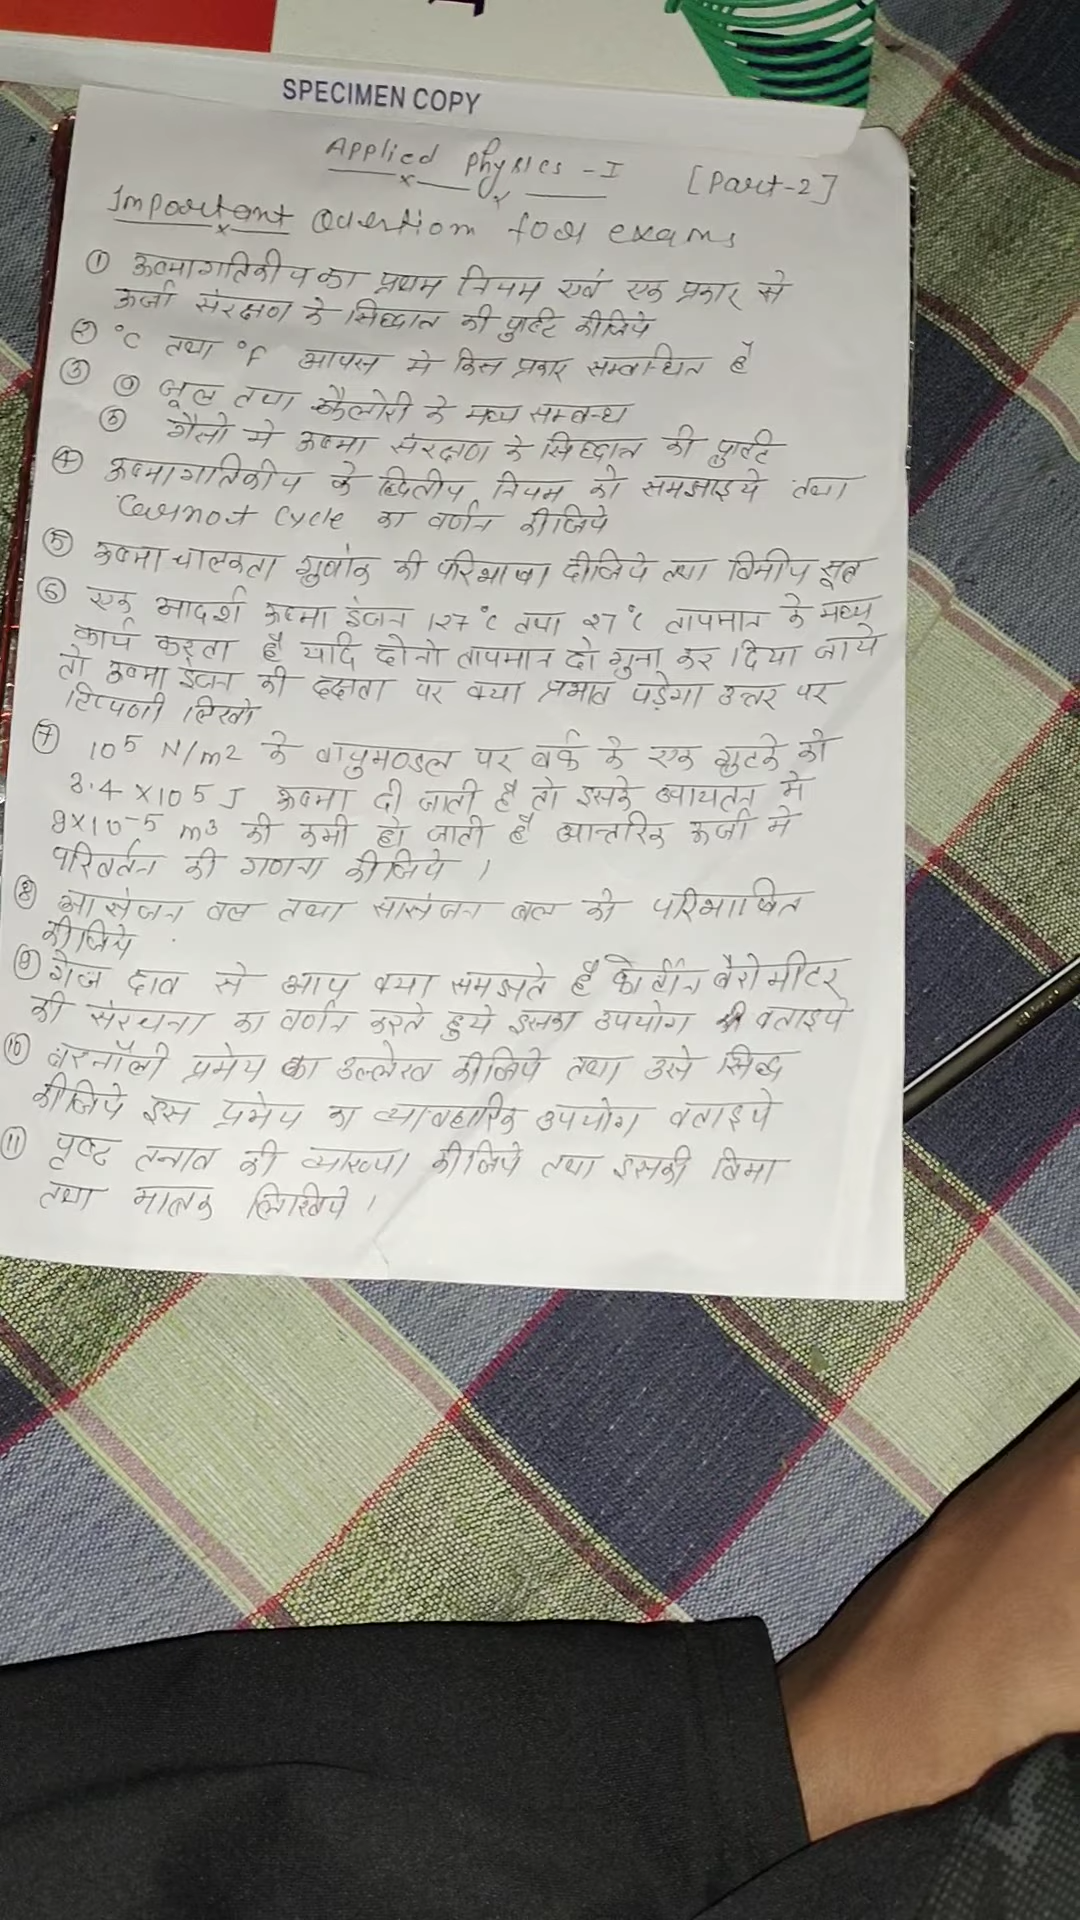 SPECIMEN COPY
Applied Physics - I [Part-2]
Important Question for exams
① ऊष्मागतिकीय का प्रथम नियम एवं एक प्रकार से
ऊर्जा संरक्षण के सिध्दान्त की पुष्टि कीजिये
② °C तथा °F आपस मे किस प्रकार सम्बन्धित है
③ ⓐ जूल तथा कैलोरी के मध्य सम्बन्ध
ⓑ गैसो मे ऊष्मा संरक्षण के सिध्दान्त की पुष्टि
④ ऊष्मागतिकीय के द्वितीय नियम को समझाइये तथा
Carnot Cycle का वर्णन कीजिये
⑤ ऊष्मा चालकता गुणांक की परिभाषा दीजिये तथा विमीय सूत्र
⑥ एक आदर्श ऊष्मा इंजन 127°C तथा 27°C तापमान के मध्य
कार्य करता है यदि दोनो तापमान दो गुना कर दिया जाये
तो ऊष्मा इंजन की दक्षता पर क्या प्रभाव पड़ेगा उत्तर पर
टिप्पणी लिखो
⑦ 10⁵ N/m2 के वायुमण्डल पर बर्फ के एक गुटके को
3.4 × 10⁵ J ऊष्मा दी जाती है तो इसके आयतन मे
9×10⁻⁵ m³ की कमी हो जाती है आन्तरिक ऊर्जा मे
परिवर्तन की गणना कीजिये ।
⑧ आसंजन बल तथा सासंजन बल को परिभाषित
कीजिये
⑨ गेज दाब से आप क्या समझते है फोर्टीन बैरोमीटर
की संरचना का वर्णन करते हुये इसका उपयोग बताइये
⑩ बरनॉली प्रमेय का उल्लेख कीजिये तथा उसे सिध्द
कीजिये इस प्रमेय का व्यावहारिक उपयोग बताइये
⑪ पृष्ट तनाव की व्याख्या कीजिये तथा इसकी विमा
तथा मात्रक लिखिये ।